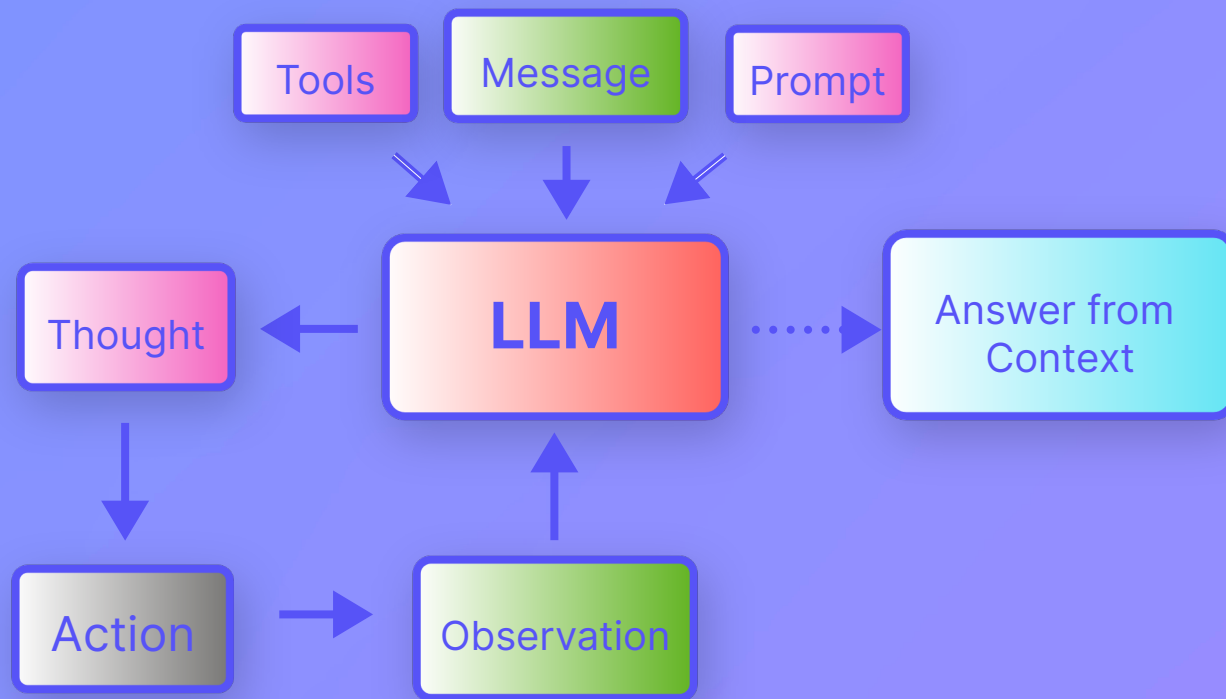 Tools
Message
Prompt
LLM
Answer from
Context
Thought
Action
Observation